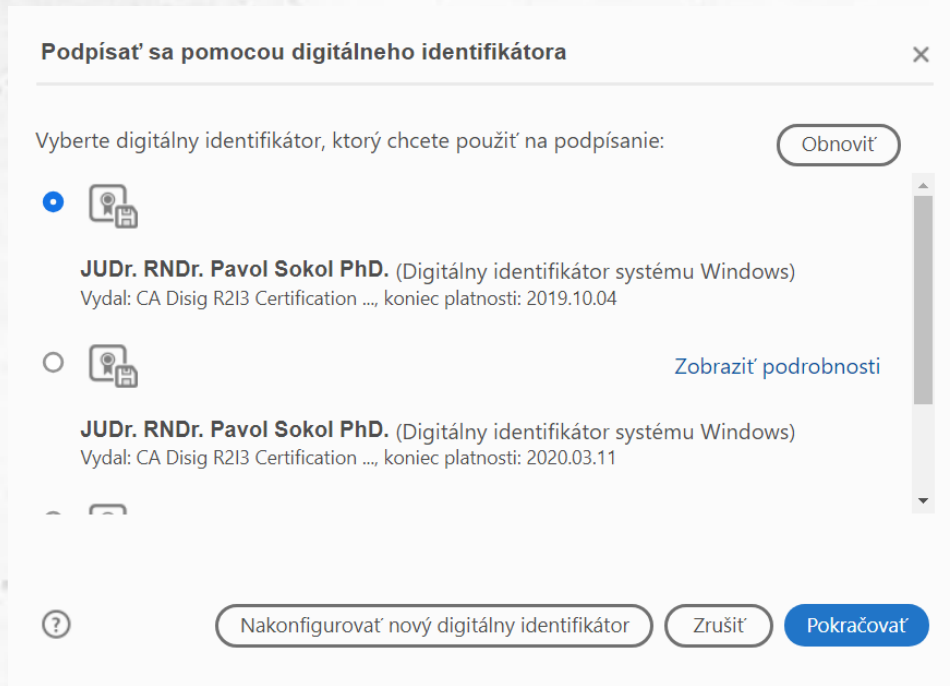 Podpísať sa pomocou digitálneho identifikátora
Vyberte digitálny identifikátor, ktorý chcete použiť na podpísanie:
Obnoviť
JUDr. RNDr. Pavol Sokol PhD. (Digitálny identifikátor systému Windows)
Vydal: CA Disig R2I3 Certification ..., koniec platnosti: 2019.10.04
Zobraziť podrobnosti
JUDr. RNDr. Pavol Sokol PhD. (Digitálny identifikátor systému Windows)
Vydal: CA Disig R2I3 Certification ..., koniec platnosti: 2020.03.11
Nakonfigurovať nový digitálny identifikátor
Zrušiť
Pokračovať